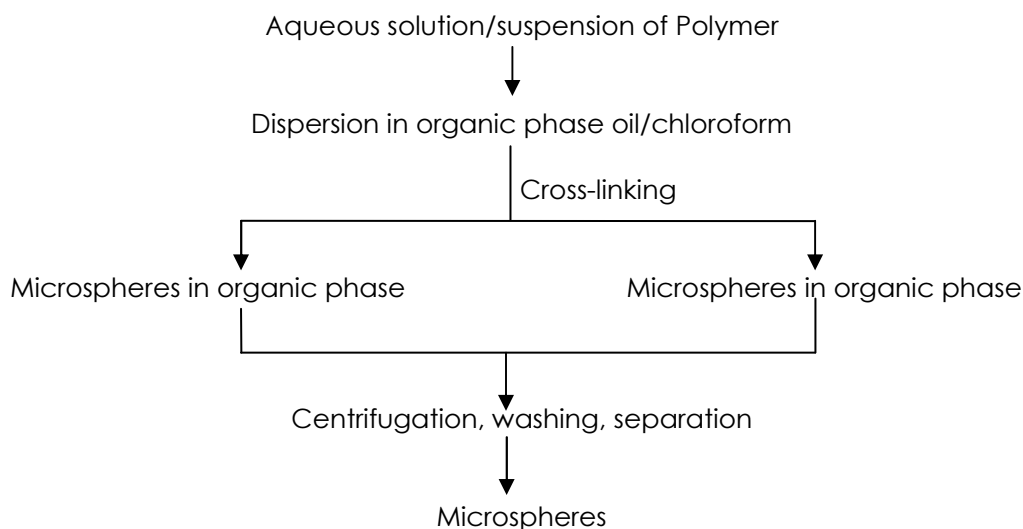 Aqueous solution/suspension of Polymer
Dispersion in organic phase oil/chloroform
Cross-linking
Microspheres in organic phase
Microspheres in organic phase
Centrifugation, washing, separation
Microspheres